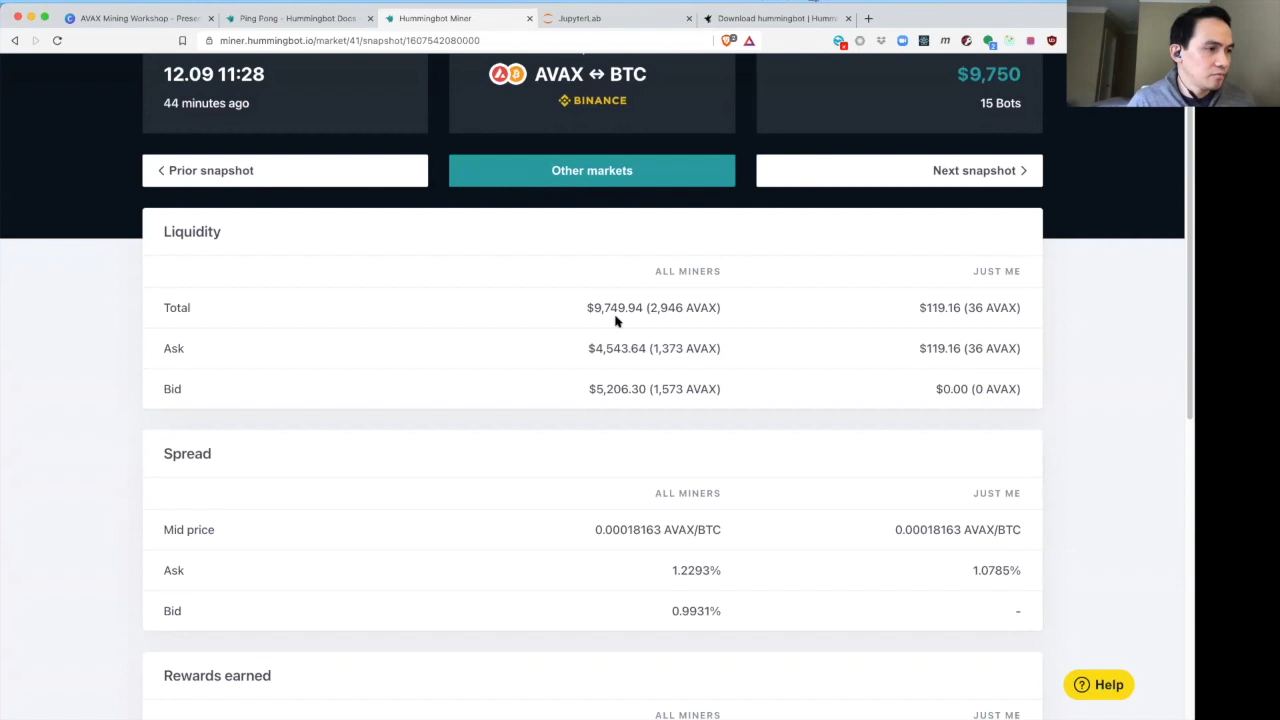 AVAX Mining Workshop - Preser
Ping Pong - Hummingbot Docs
Hummingbot Miner
JupyterLab
Download hummingbot | Humm
miner.hummingbot.io/market/41/snapshot/1607542080000
12.09 11:28
44 minutes ago
AVAX ↔ BTC
BINANCE
$9,750
15 Bots
Prior snapshot
Other markets
Next snapshot
Liquidity
ALL MINERS JUST ME
Total $9,749.94 (2,946 AVAX) $119.16 (36 AVAX)
Ask $4,543.64 (1,373 AVAX) $119.16 (36 AVAX)
Bid $5,206.30 (1,573 AVAX) $0.00 (0 AVAX)
Spread
ALL MINERS JUST ME
Mid price 0.00018163 AVAX/BTC 0.00018163 AVAX/BTC
Ask 1.2293% 1.0785%
Bid 0.9931% -
Rewards earned
ALL MINERS JUST ME
Help